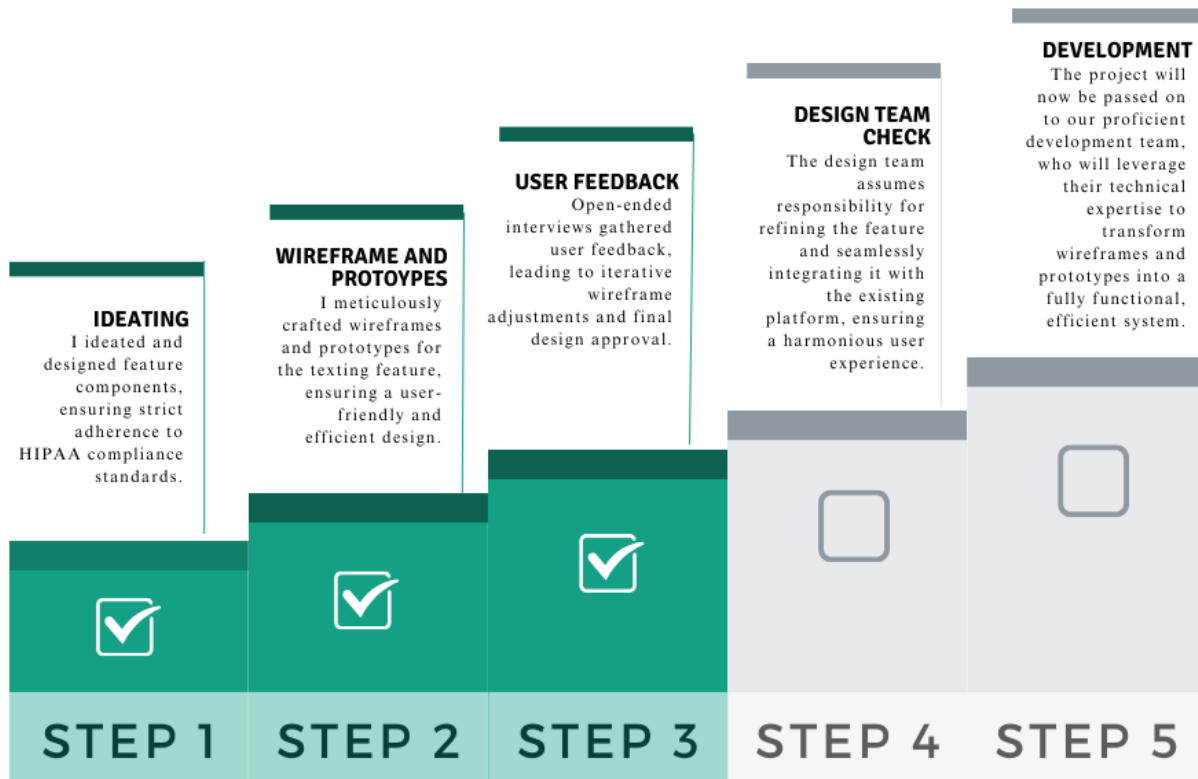 IDEATING
I ideated and
designed feature
components,
ensuring strict
adherence to
HIPAA compliance
standards.
WIREFRAME AND
PROTOYPES
I meticulously
crafted wireframes
and prototypes for
the texting feature,
ensuring a user-
friendly and
efficient design.
USER FEEDBACK
Open-ended
interviews gathered
user feedback,
leading to iterative
wireframe
adjustments and final
design approval.
DESIGN TEAM
CHECK
The design team
assumes
responsibility for
refining the feature
and seamlessly
integrating it with
the existing
platform, ensuring
a harmonious user
experience.
DEVELOPMENT
The project will
now be passed on
to our proficient
development team,
who will leverage
their technical
expertise to
transform
wireframes and
prototypes into a
fully functional,
efficient system.
STEP 1
STEP 2
STEP 3
STEP 4
STEP 5